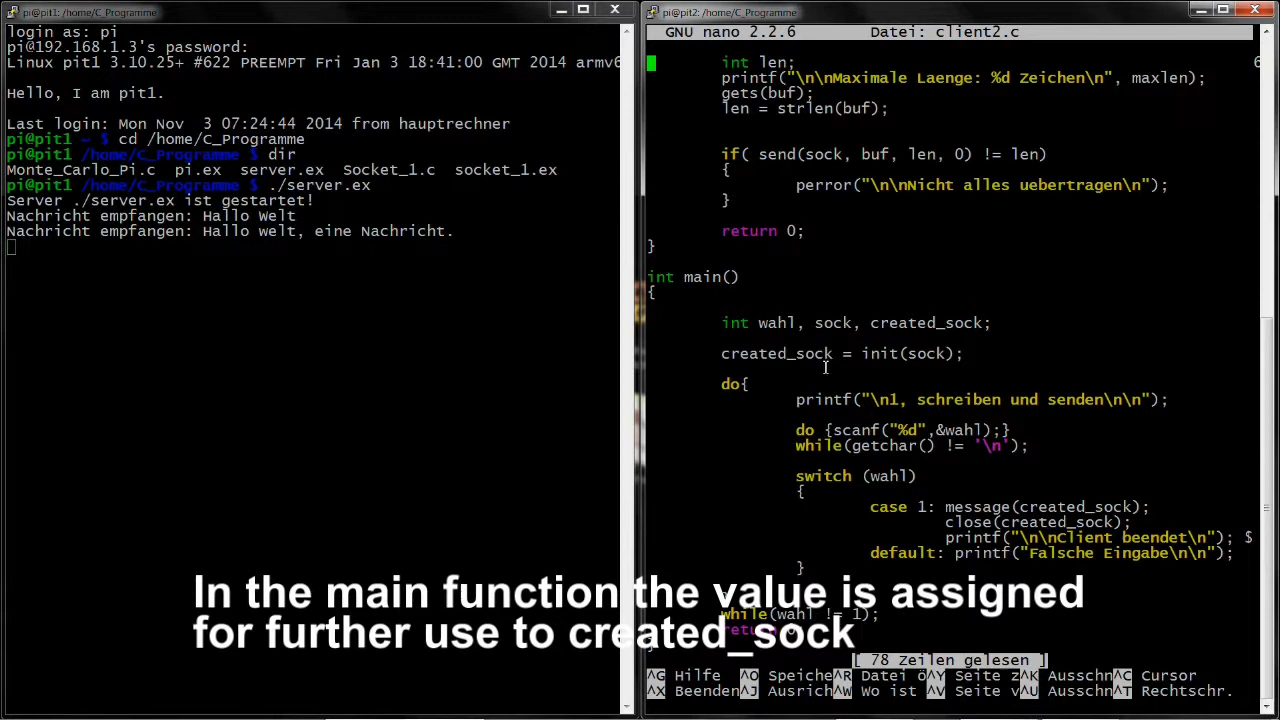 pi@pit1: /home/C_Programme
login as: pi
pi@192.168.1.3's password:
Linux pit1 3.10.25+ #622 PREEMPT Fri Jan 3 18:41:00 GMT 2014 armv6
Hello, I am pit1.
Last login: Mon Nov  3 07:24:44 2014 from hauptrechner
pi@pit1 ~ $ cd /home/C_Programme
pi@pit1 /home/C_Programme $ dir
Monte_Carlo_Pi.c  pi.ex  server.ex  Socket_1.c  socket_1.ex
pi@pit1 /home/C_Programme $ ./server.ex
Server ./server.ex ist gestartet!
Nachricht empfangen: Hallo Welt
Nachricht empfangen: Hallo welt, eine Nachricht.
pi@pit2: /home/C_Programme
GNU nano 2.2.6        Datei: client2.c
int len;
6
printf("\n\nMaximale Laenge: %d Zeichen\n", maxlen);
gets(buf);
len = strlen(buf);
if( send(sock, buf, len, 0) != len)
{
perror("\n\nNicht alles uebertragen\n");
}
return 0;
}
int main()
{
int wahl, sock, created_sock;
created_sock = init(sock);
do{
printf("\n1, schreiben und senden\n\n");
do {scanf("%d",&wahl);}
while(getchar() != '\n');
switch (wahl)
{
case 1: message(created_sock);
close(created_sock);
printf("\n\nClient beendet\n"); $
default: printf("Falsche Eingabe\n\n");
}
while(wahl != 1);
[ 78 Zeilen gelesen ]
^G Hilfe  ^O Speiche^R Datei ö^Y Seite z^K Ausschn^C Cursor
^X Beenden^J Ausrich^W Wo ist ^V Seite v^U Ausschn^T Rechtschr.
In the main function the value is assigned
for further use to created_sock